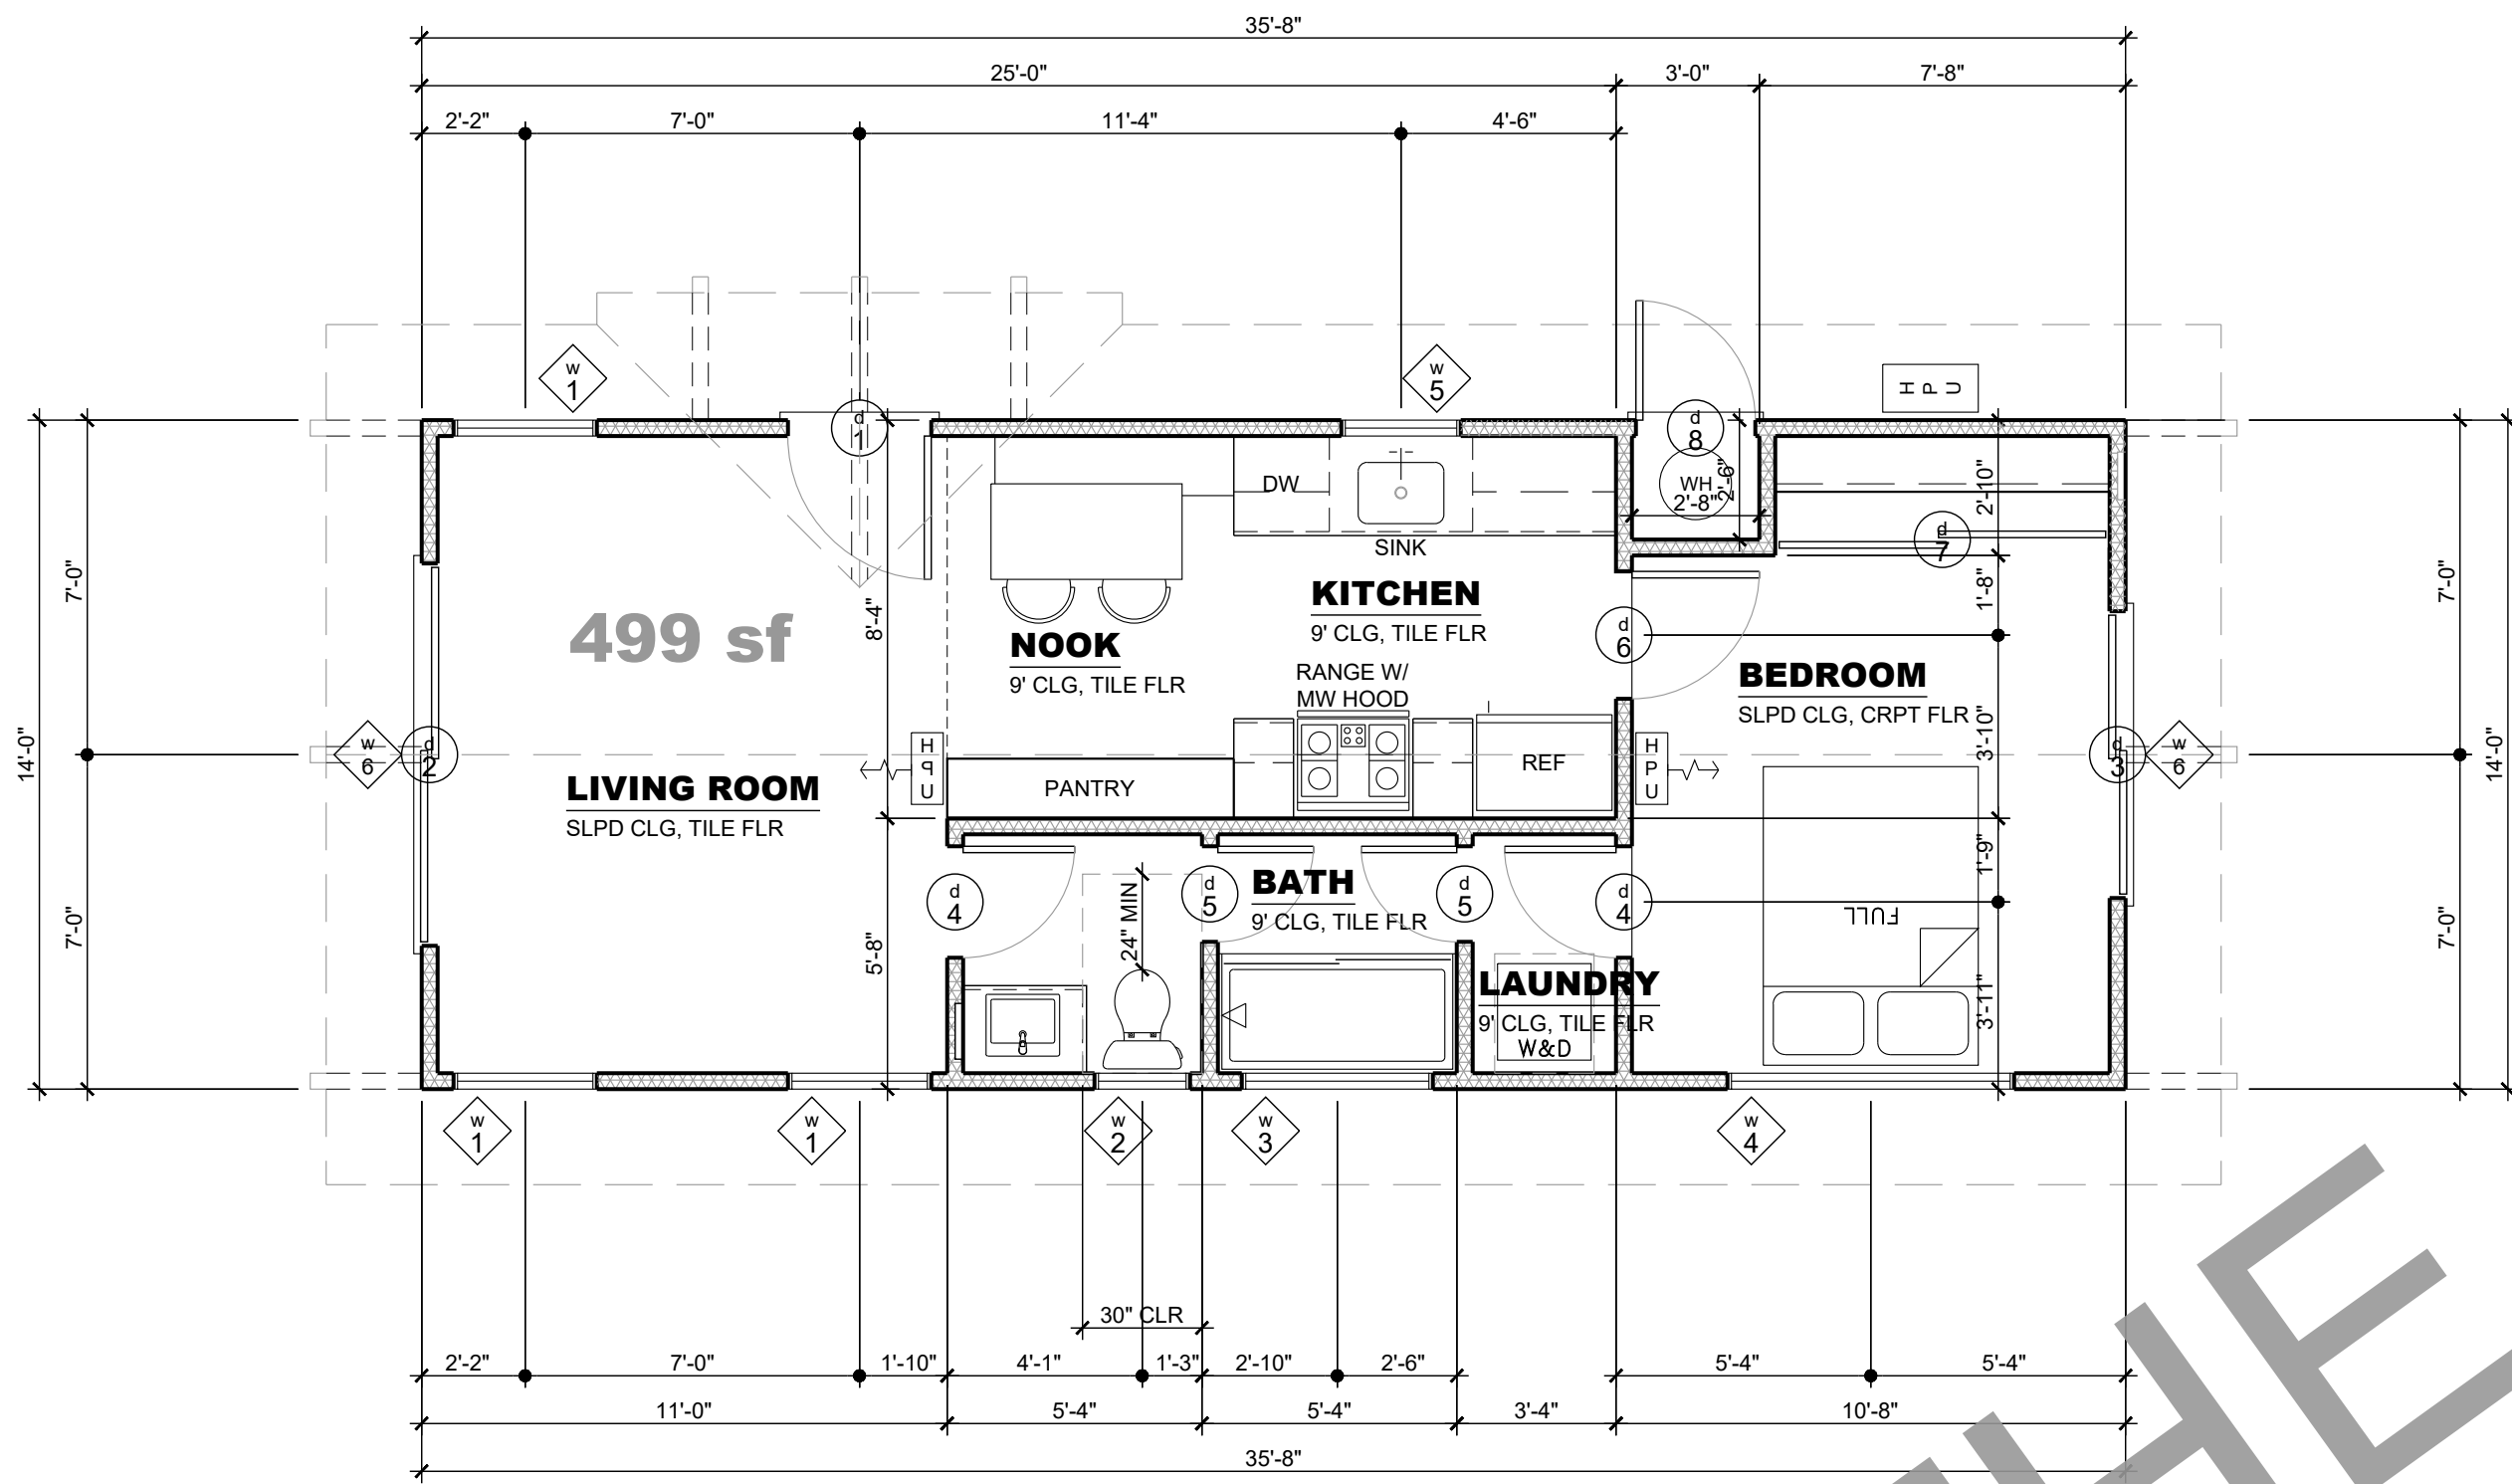 35'-8"
25'-0" 3'-0" 7'-8"
2'-2" 7'-0" 11'-4" 4'-6"
w 1
w 5
H P U
d 1
d 8
WH
2'-8"
2'-6"
2'-10"
DW
SINK
d 7
1'-8"
7'-0"
7'-0"
8'-4"
499 sf
KITCHEN
9' CLG, TILE FLR
NOOK
9' CLG, TILE FLR
RANGE W/
MW HOOD
d 6
BEDROOM
SLPD CLG, CRPT FLR
3'-10"
14'-0"
14'-0"
w 6
d 2
H P U
PANTRY
REF
H P U
d 3
w 6
LIVING ROOM
SLPD CLG, TILE FLR
1'-9"
d 4
24" MIN
d 5
BATH
9' CLG, TILE FLR
d 5
d 4
FULL
7'-0"
7'-0"
5'-8"
LAUNDRY
9' CLG, TILE FLR
W&D
3'-11"
w 1
w 1
w 2
w 3
w 4
30" CLR
2'-2" 7'-0" 1'-10" 4'-1" 1'-3" 2'-10" 2'-6" 5'-4" 5'-4"
11'-0" 5'-4" 5'-4" 3'-4" 10'-8"
35'-8"
HE